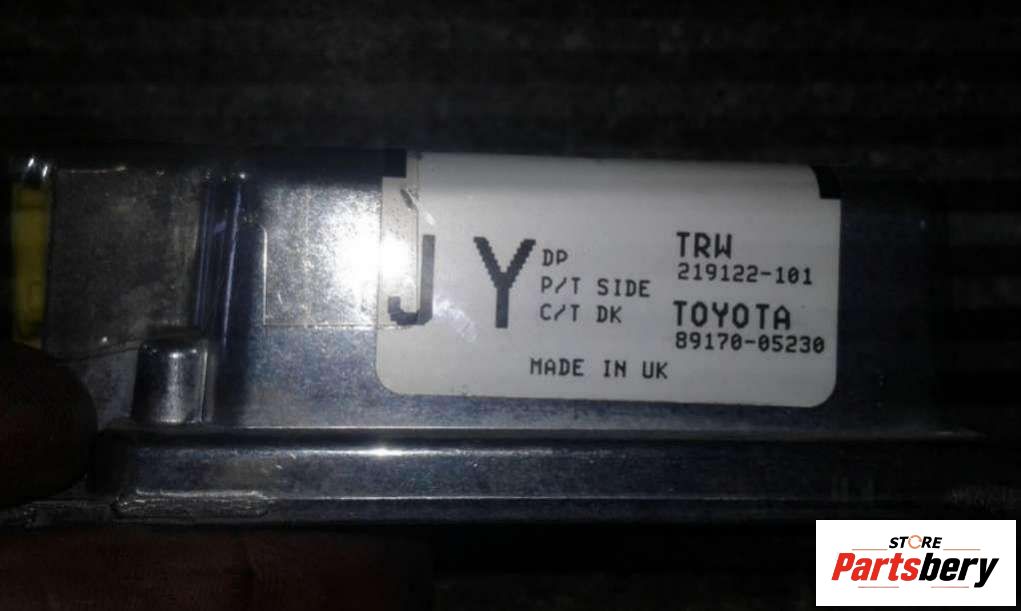 J Y
DP
P/T SIDE
C/T DK
TRW
219122-101
TOYOTA
89170-05230
MADE IN UK
STORE
Partsbery